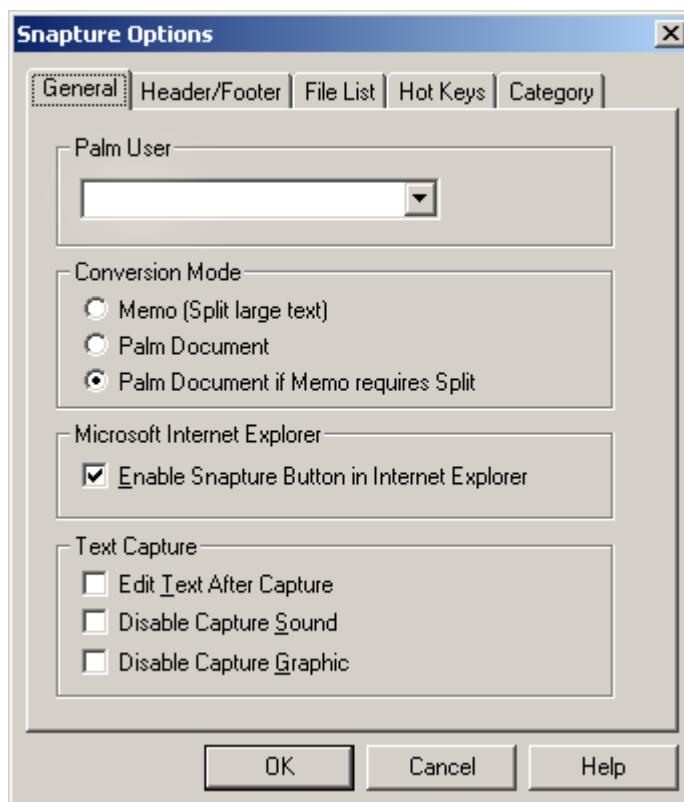 Snapture Options
General Header/Footer File List Hot Keys Category
Palm User
Conversion Mode
Memo (Split large text)
Palm Document
Palm Document if Memo requires Split
Microsoft Internet Explorer
Enable Snapture Button in Internet Explorer
Text Capture
Edit Text After Capture
Disable Capture Sound
Disable Capture Graphic
OK Cancel Help